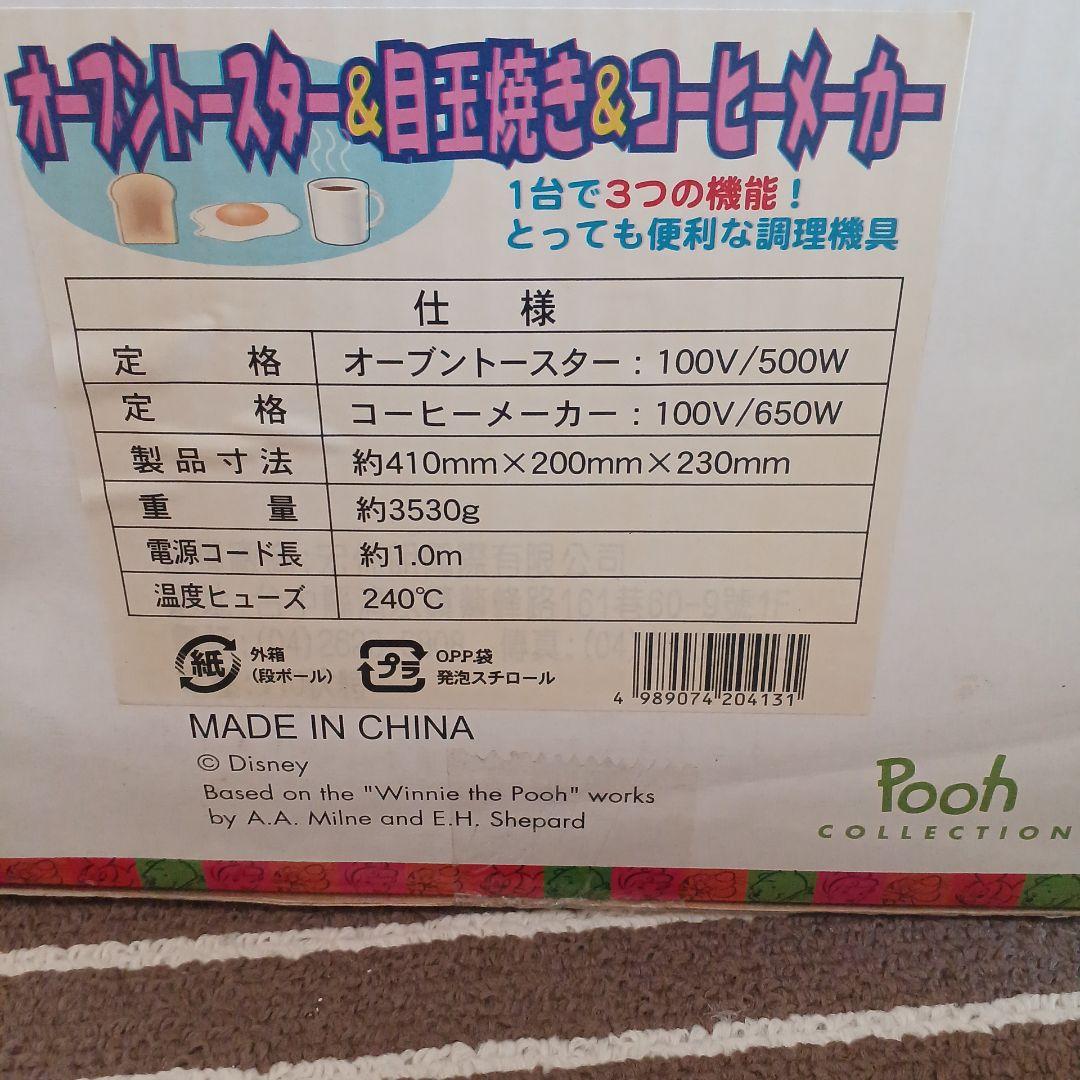 オーブントースター&目玉焼き&コーヒーメーカー
1台で3つの機能!
とっても便利な調理機具
仕 様
定 格 オーブントースター:100V/500W
定 格 コーヒーメーカー:100V/650W
製品寸法 約410mm×200mm×230mm
重 量 約3530g
電源コード長 約1.0m
温度ヒューズ 240℃
紙 外箱
(段ボール)
プラ OPP袋
発泡スチロール
4 989074 204131
MADE IN CHINA
© Disney
Based on the "Winnie the Pooh" works
by A.A. Milne and E.H. Shepard
Pooh
COLLECTION